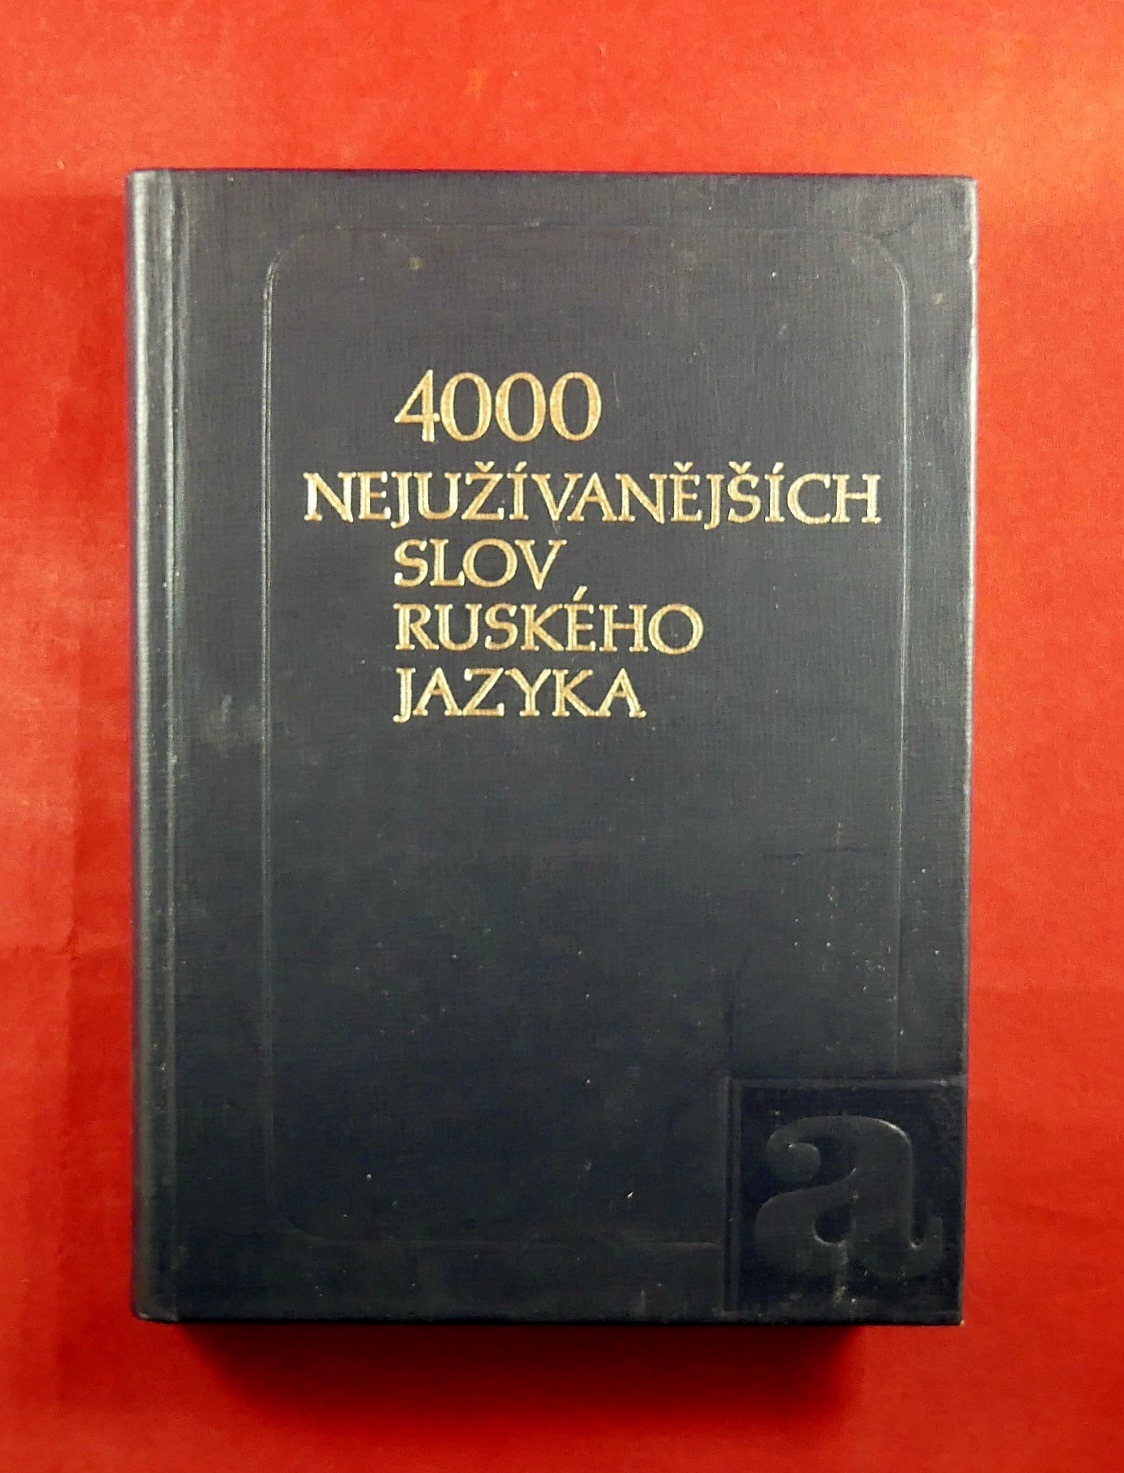 4000
NEJUŽÍVANĚJŠÍCH
SLOV
RUSKÉHO
JAZYKA
a